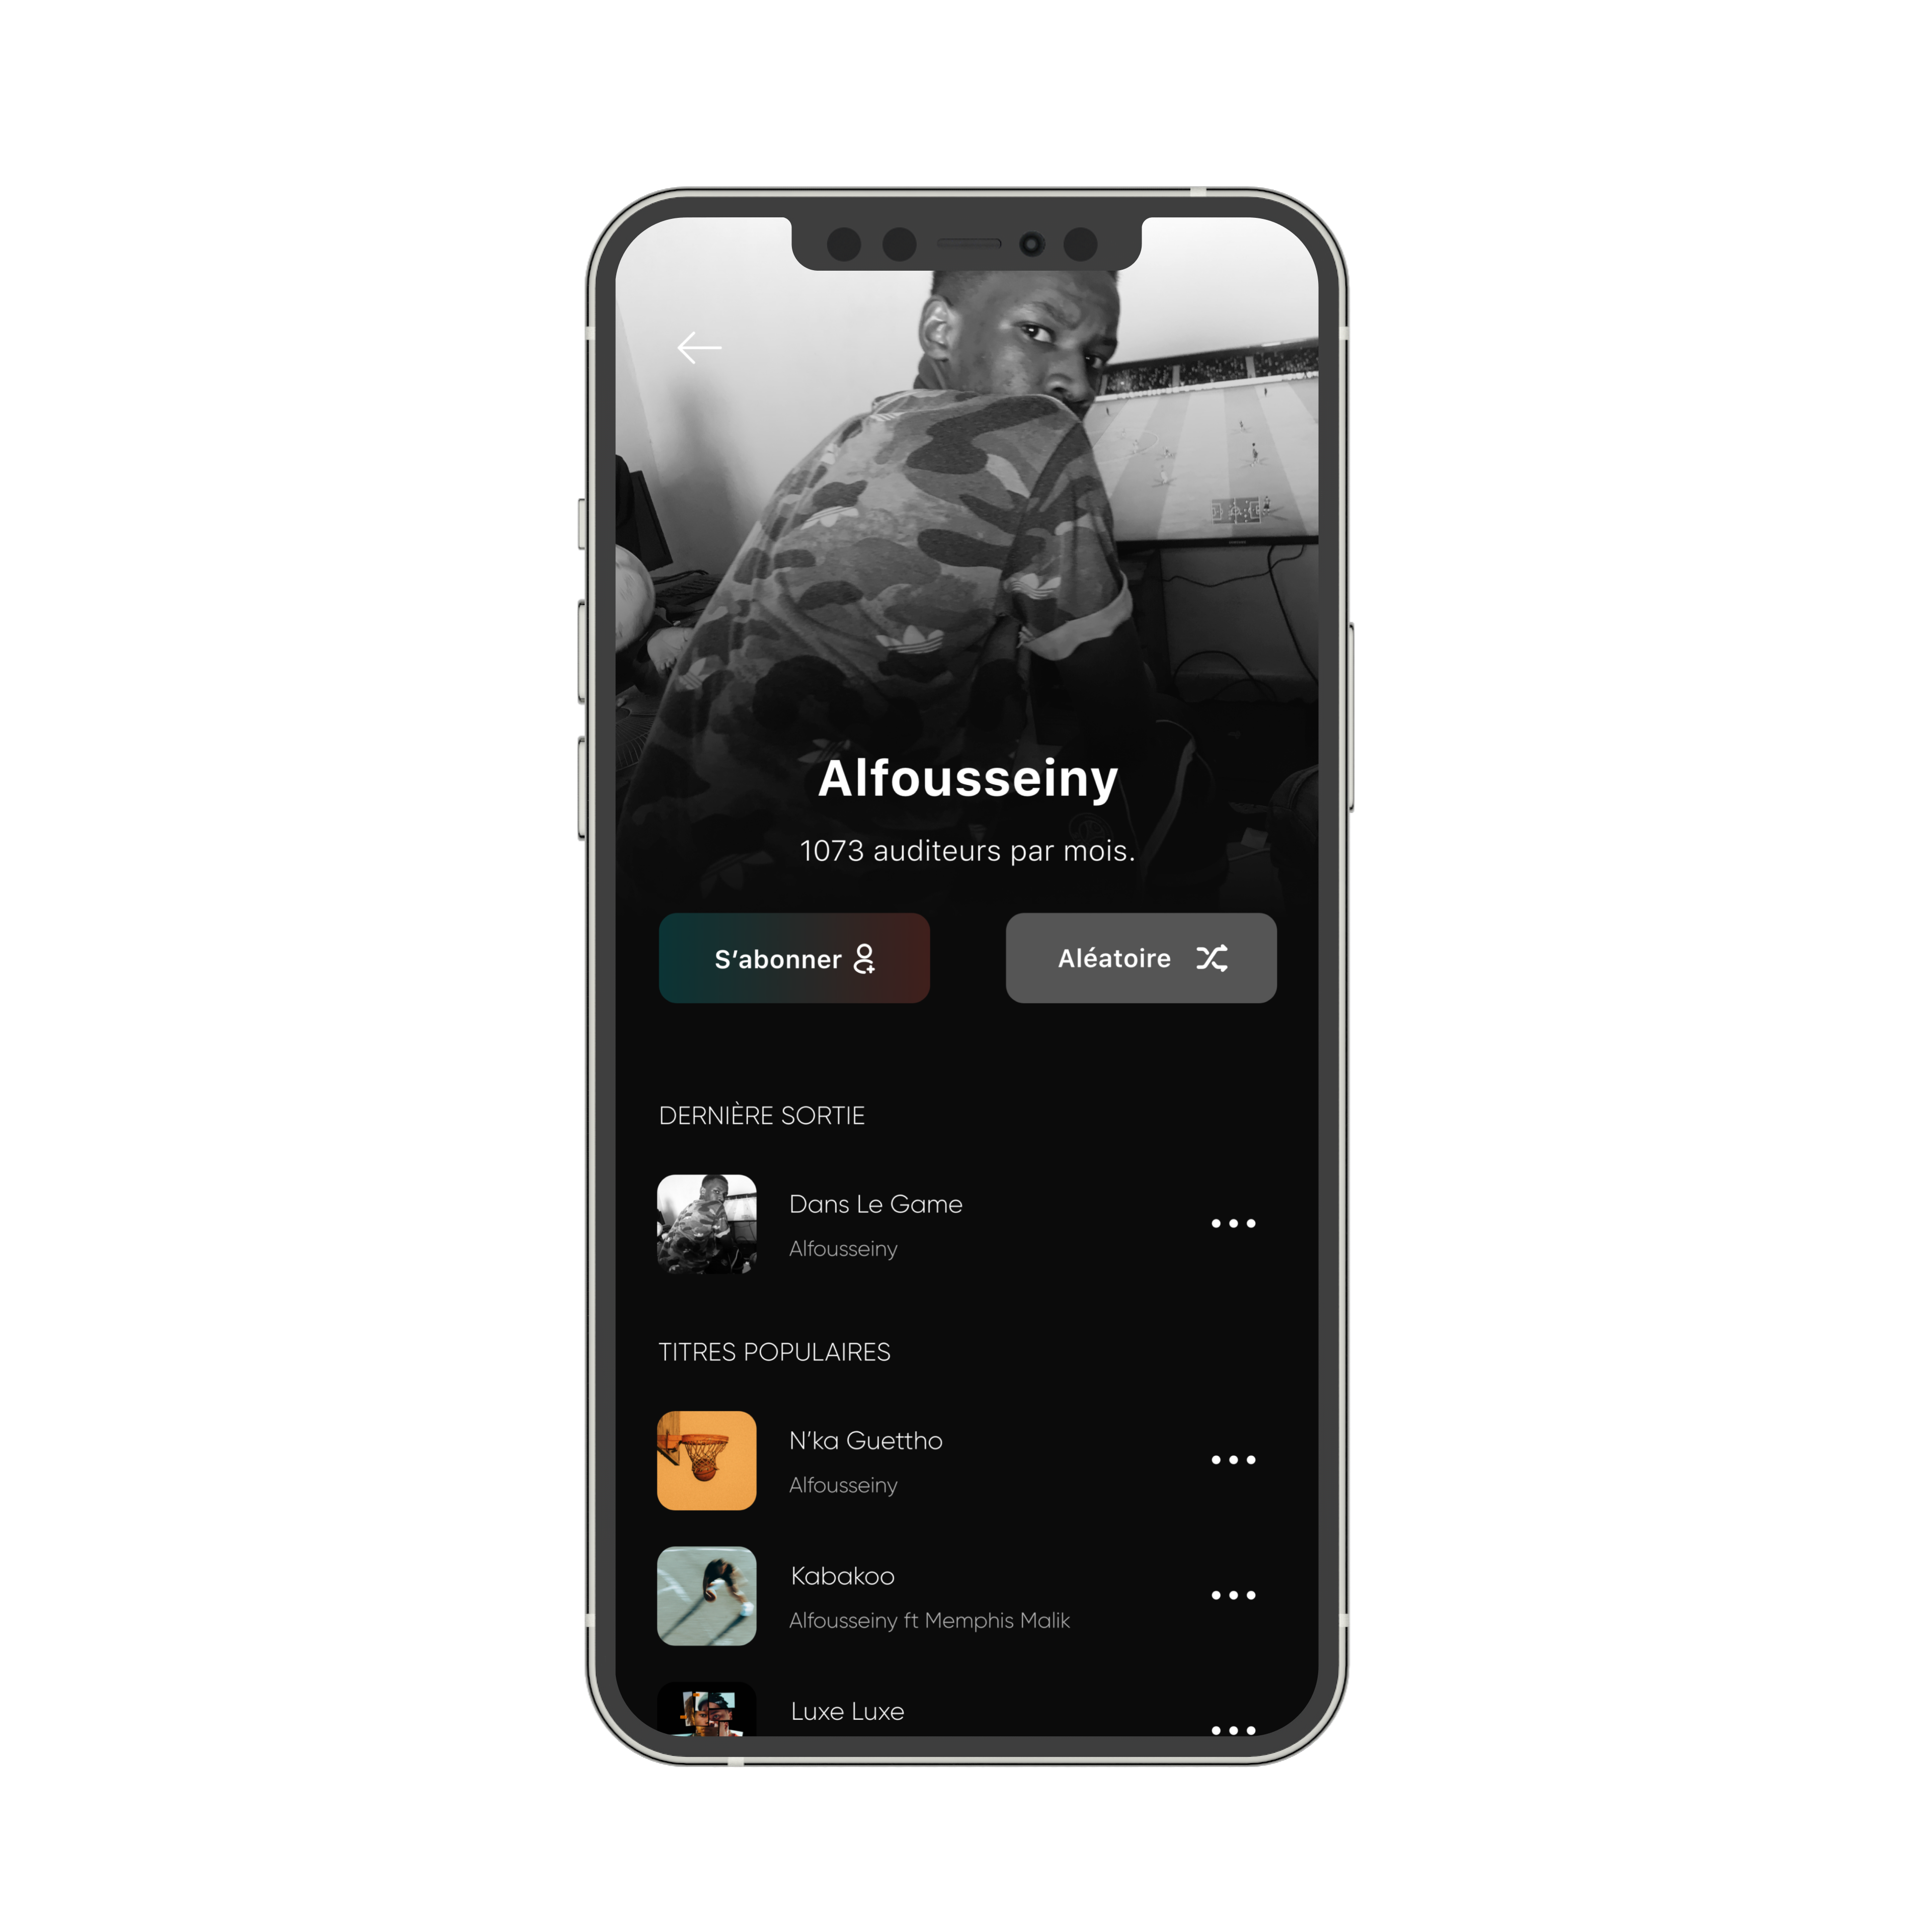 Alfousseiny
1073 auditeurs par mois.
S'abonner
Aléatoire
DERNIÈRE SORTIE
Dans Le Game
Alfousseiny
TITRES POPULAIRES
N'ka Guettho
Alfousseiny
Kabakoo
Alfousseiny ft Memphis Malik
Luxe Luxe